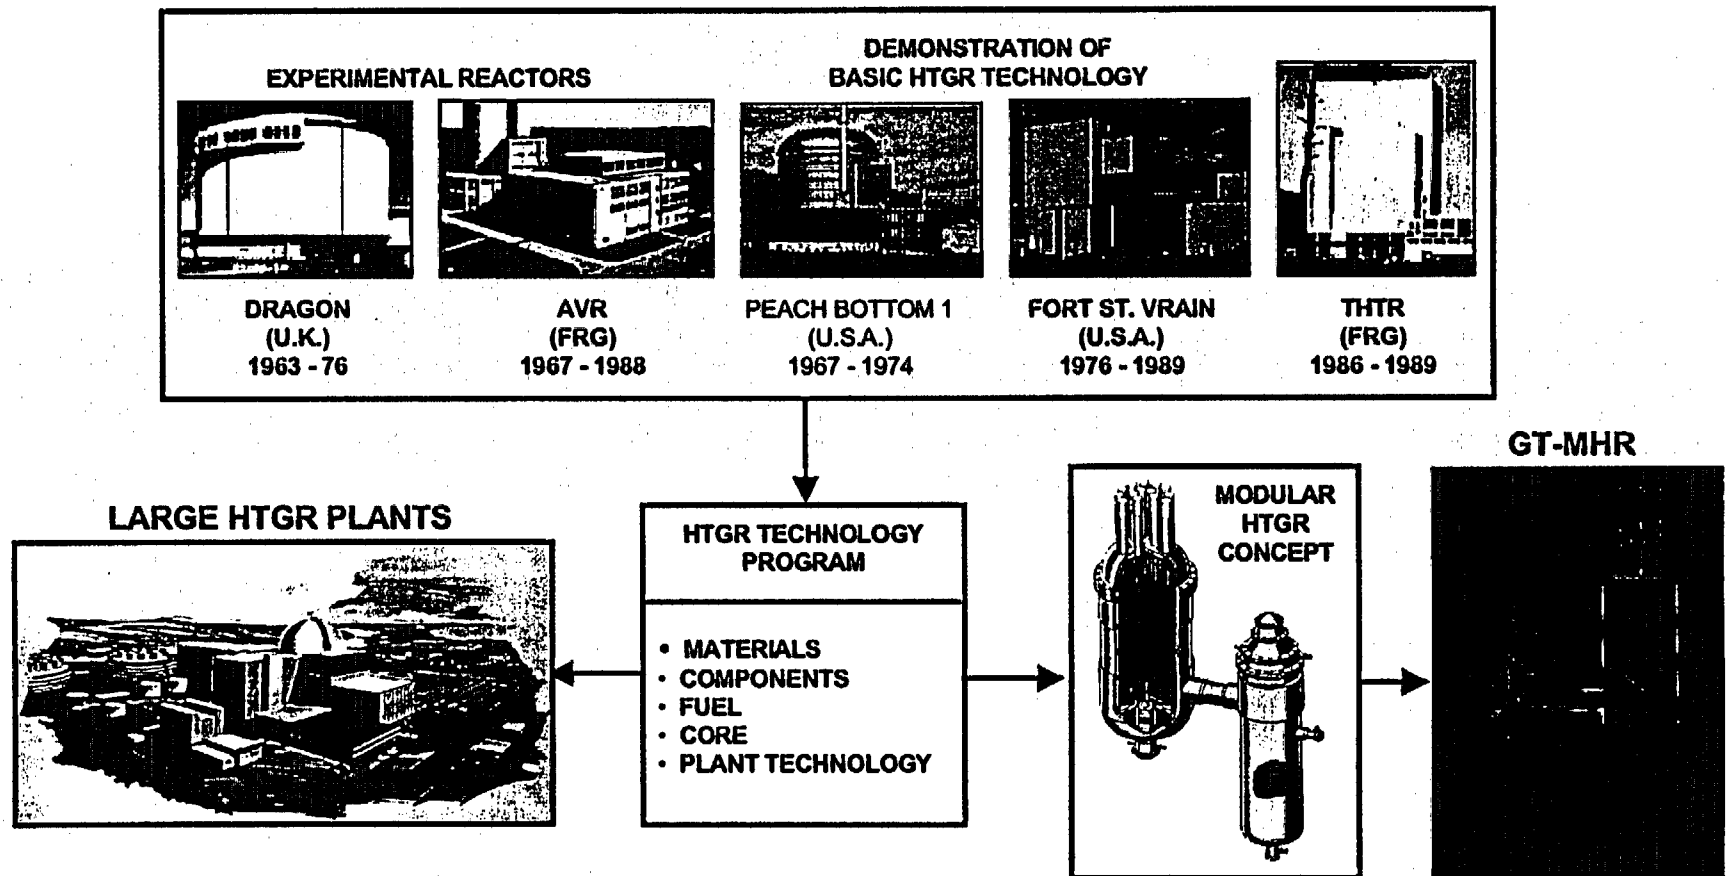 EXPERIMENTAL REACTORS
DEMONSTRATION OF
BASIC HTGR TECHNOLOGY
DRAGON
(U.K.)
1963 - 76
AVR
(FRG)
1967 - 1988
PEACH BOTTOM 1
(U.S.A.)
1967 - 1974
FORT ST. VRAIN
(U.S.A.)
1976 - 1989
THTR
(FRG)
1986 - 1989
LARGE HTGR PLANTS
HTGR TECHNOLOGY
PROGRAM
• MATERIALS
• COMPONENTS
• FUEL
• CORE
• PLANT TECHNOLOGY
MODULAR
HTGR
CONCEPT
GT-MHR